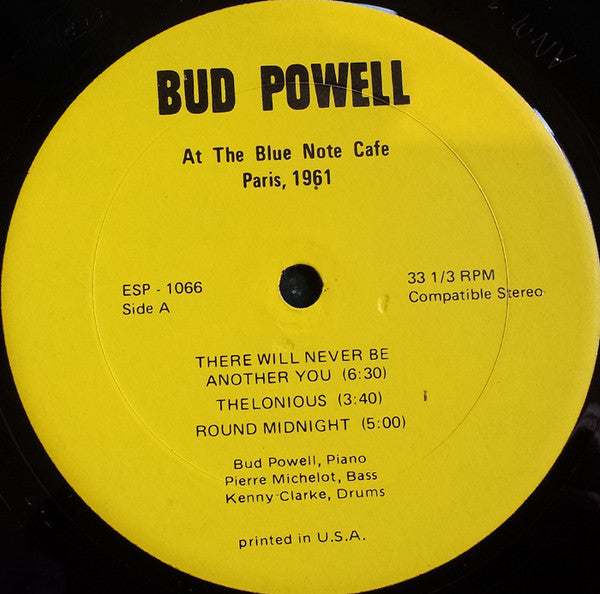 BUD POWELL
At The Blue Note Cafe
Paris, 1961
ESP - 1066
Side A
33 1/3 RPM
Compatible Stereo
THERE WILL NEVER BE
ANOTHER YOU (6:30)
THELONIOUS (3:40)
ROUND MIDNIGHT (5:00)
Bud Powell, Piano
Pierre Michelot, Bass
Kenny Clarke, Drums
printed in U.S.A.